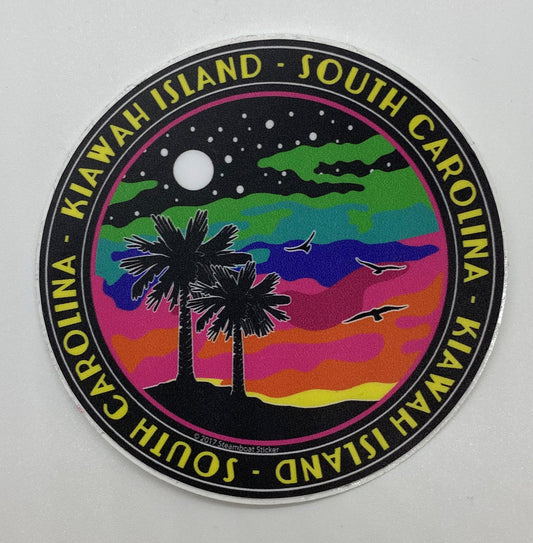 KIAWAH ISLAND - SOUTH CAROLINA - KIAWAH ISLAND - SOUTH CAROLINA -
© 2017 Steamboat Sticker